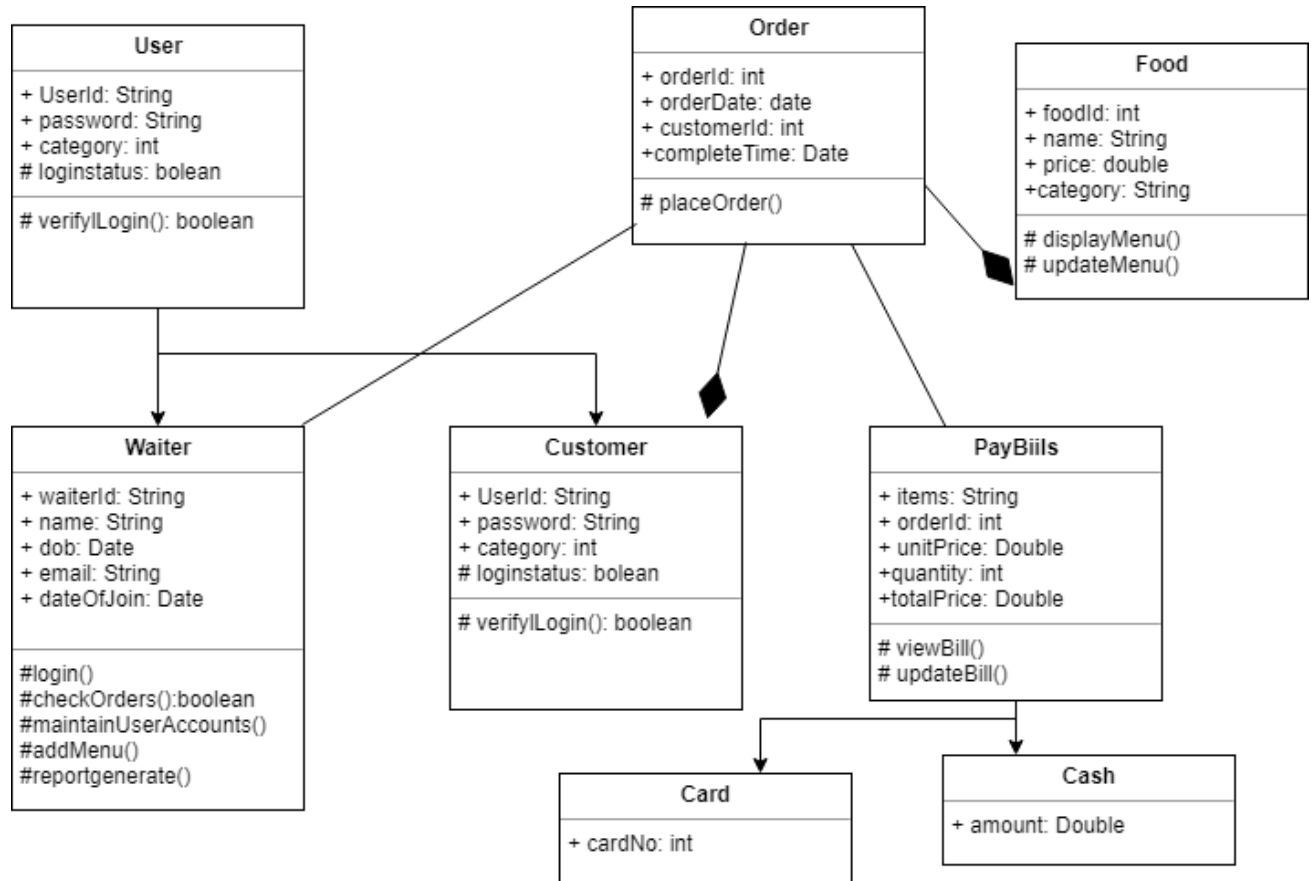 User
+ UserId: String
+ password: String
+ category: int
# loginstatus: bolean
# verifyILogin(): boolean
Order
+ orderId: int
+ orderDate: date
+ customerId: int
+completeTime: Date
# placeOrder()
Food
+ foodId: int
+ name: String
+ price: double
+category: String
# displayMenu()
# updateMenu()
Waiter
+ waiterId: String
+ name: String
+ dob: Date
+ email: String
+ dateOfJoin: Date
#login()
#checkOrders():boolean
#maintainUserAccounts()
#addMenu()
#reportgenerate()
Customer
+ UserId: String
+ password: String
+ category: int
# loginstatus: bolean
# verifyILogin(): boolean
PayBiils
+ items: String
+ orderId: int
+ unitPrice: Double
+quantity: int
+totalPrice: Double
# viewBill()
# updateBill()
Card
+ cardNo: int
Cash
+ amount: Double